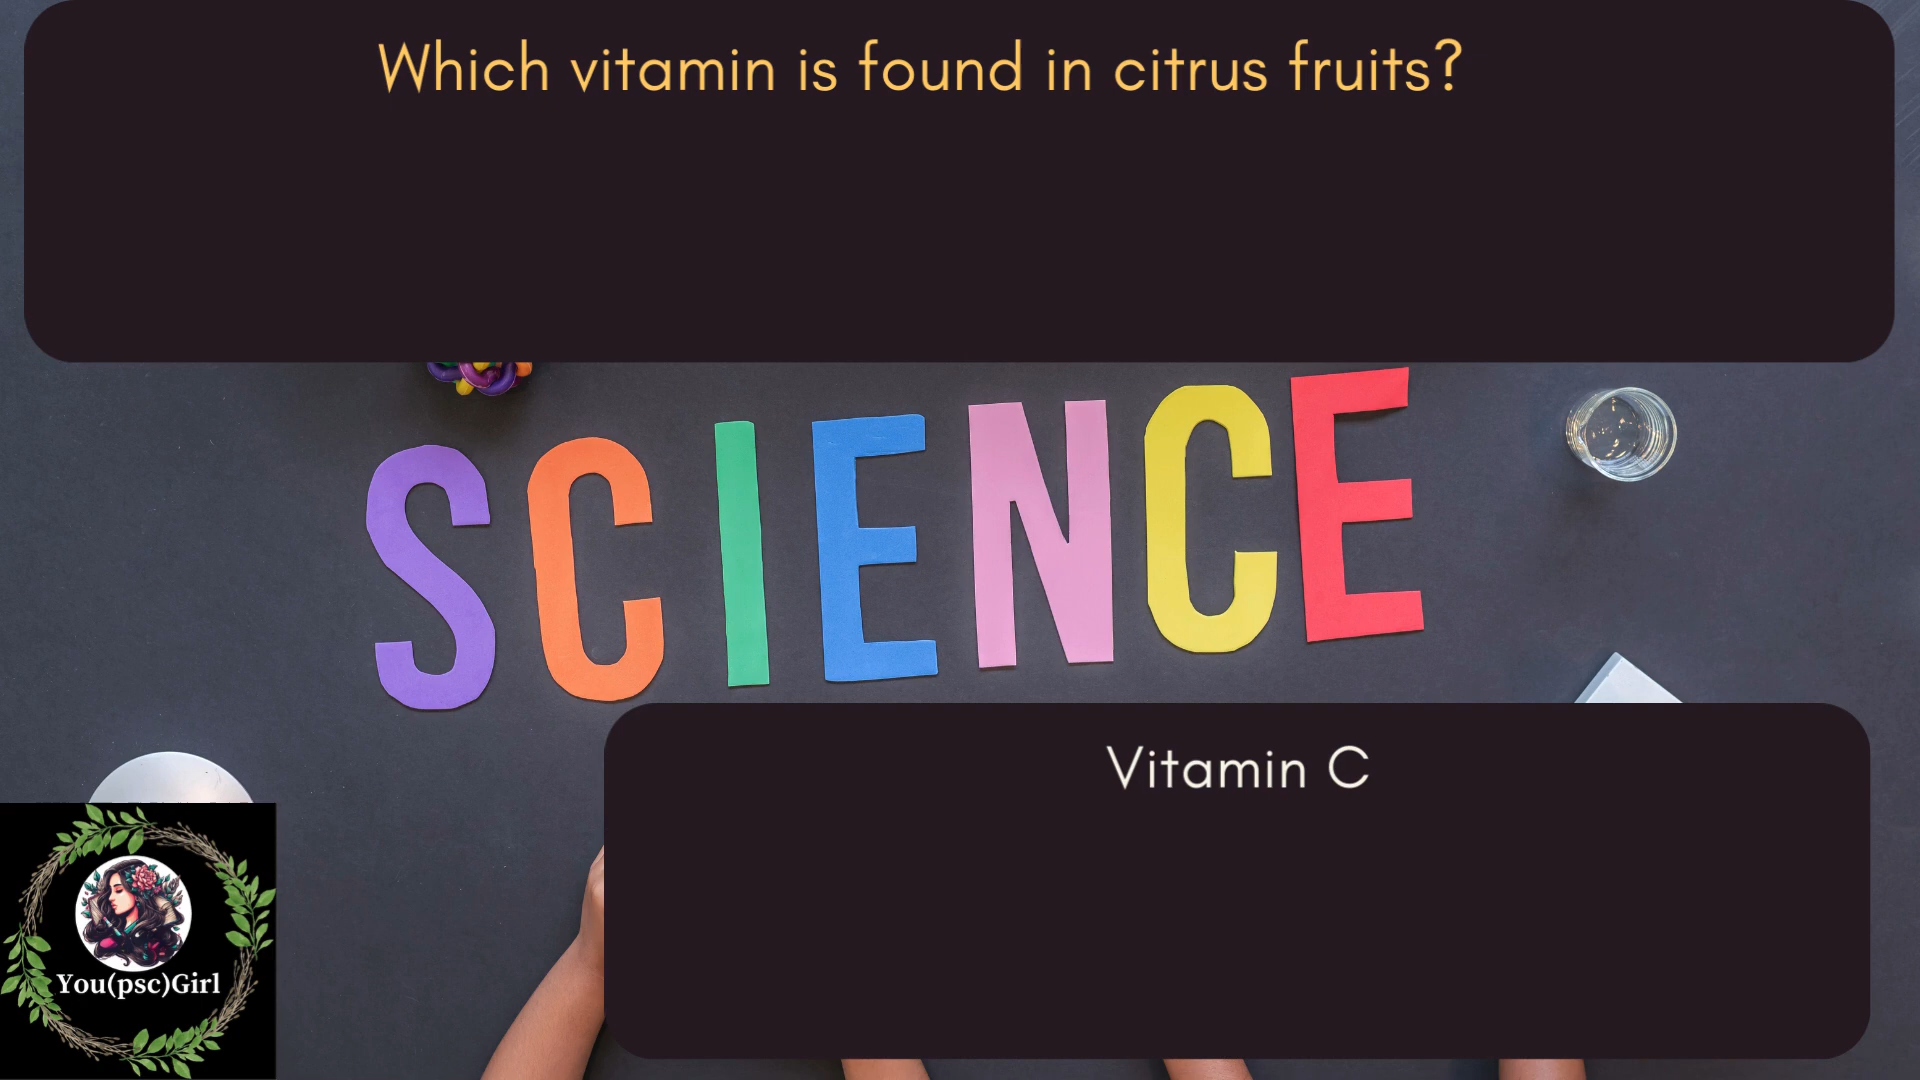 Which vitamin is found in citrus fruits?
SCIENCE
Vitamin C
You(psc)Girl